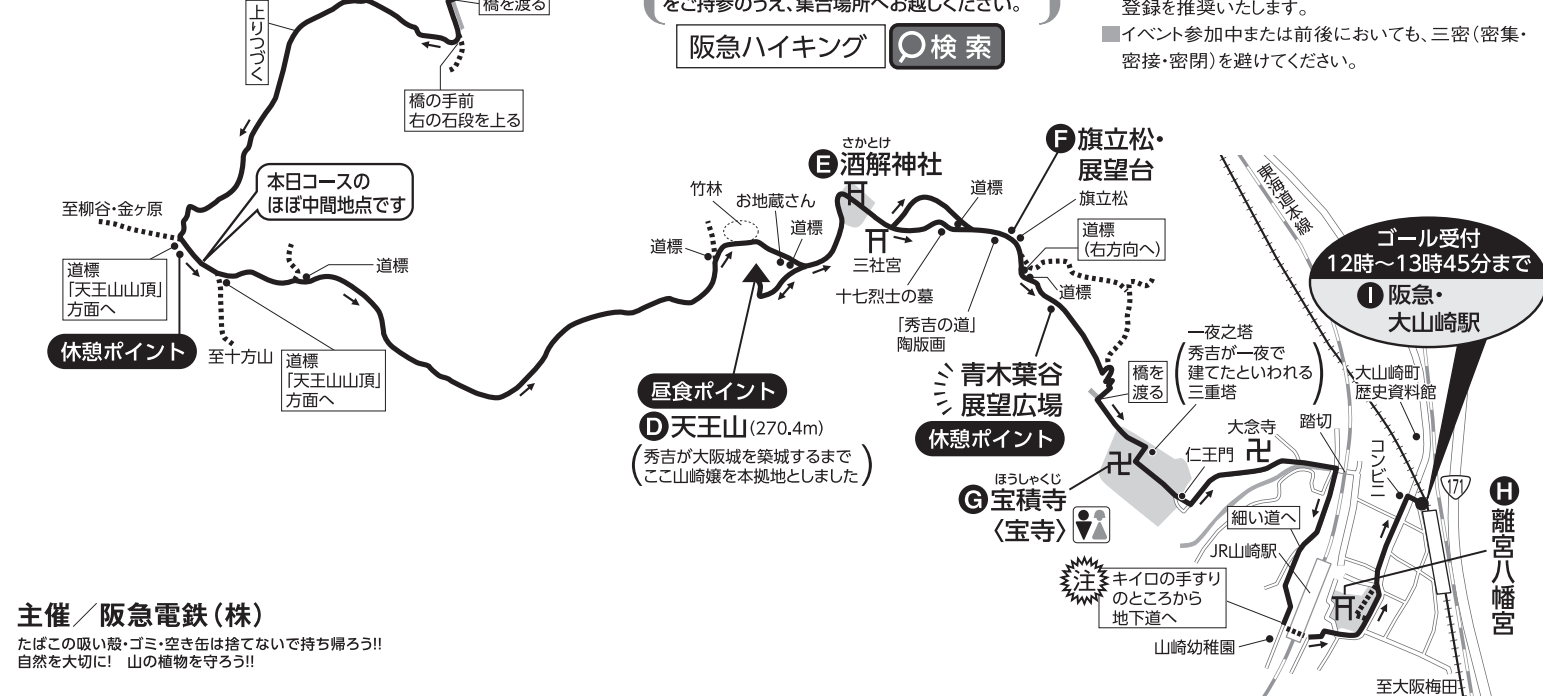 橋を渡る
をご持参のうえ、集合場所へお越しください。
阪急ハイキング 検索
登録を推奨いたします。
■イベント参加中または前後においても、三密(密集・
密接・密閉)を避けてください。
上りつづく
橋の手前
右の石段を上る
本日コースの
ほぼ中間地点です
至柳谷・金ヶ原
道標
「天王山山頂」
方面へ
休憩ポイント
至十方山
道標
道標
「天王山山頂」
方面へ
道標
竹林
お地蔵さん
道標
昼食ポイント
D 天王山(270.4m)
(秀吉が大阪城を築城するまで
ここ山崎嬢を本拠地としました)
さかとけ
E 酒解神社
三社宮
十七烈士の墓
道標
「秀吉の道」
陶版画
F 旗立松・
展望台
旗立松
道標
(右方向へ)
道標
青木葉谷
展望広場
休憩ポイント
橋を
渡る
一夜之塔
(秀吉が一夜で
建てたといわれる
三重塔)
ほうしゃくじ
G 宝積寺
〈宝寺〉
仁王門
大念寺
踏切
東海道本線
ゴール受付
12時〜13時45分まで
I 阪急・
大山崎駅
大山崎町
歴史資料館
コンビニ
171
H 離宮八幡宮
細い道へ
JR山崎駅
注 キイロの手すり
のところから
地下道へ
山崎幼稚園
至大阪梅田
主催/阪急電鉄(株)
たばこの吸い殻・ゴミ・空き缶は捨てないで持ち帰ろう!!
自然を大切に! 山の植物を守ろう!!